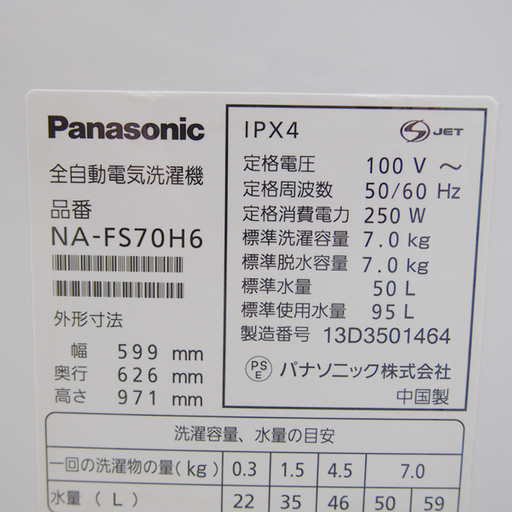 Panasonic
全自動電気洗濯機
品番
NA-FS70H6
外形寸法
幅 599 mm
奥行 626 mm
高さ 971 mm
IPX4
S JET
定格電圧 100 V ～
定格周波数 50/60 Hz
定格消費電力 250 W
標準洗濯容量 7.0 kg
標準脱水容量 7.0 kg
標準水量 50 L
標準使用水量 95 L
製造番号 13D3501464
PSE パナソニック株式会社
中国製
洗濯容量、水量の目安
一回の洗濯物の量(kg) 0.3 1.5 4.5 7.0
水量 ( L ) 22 35 46 50 59